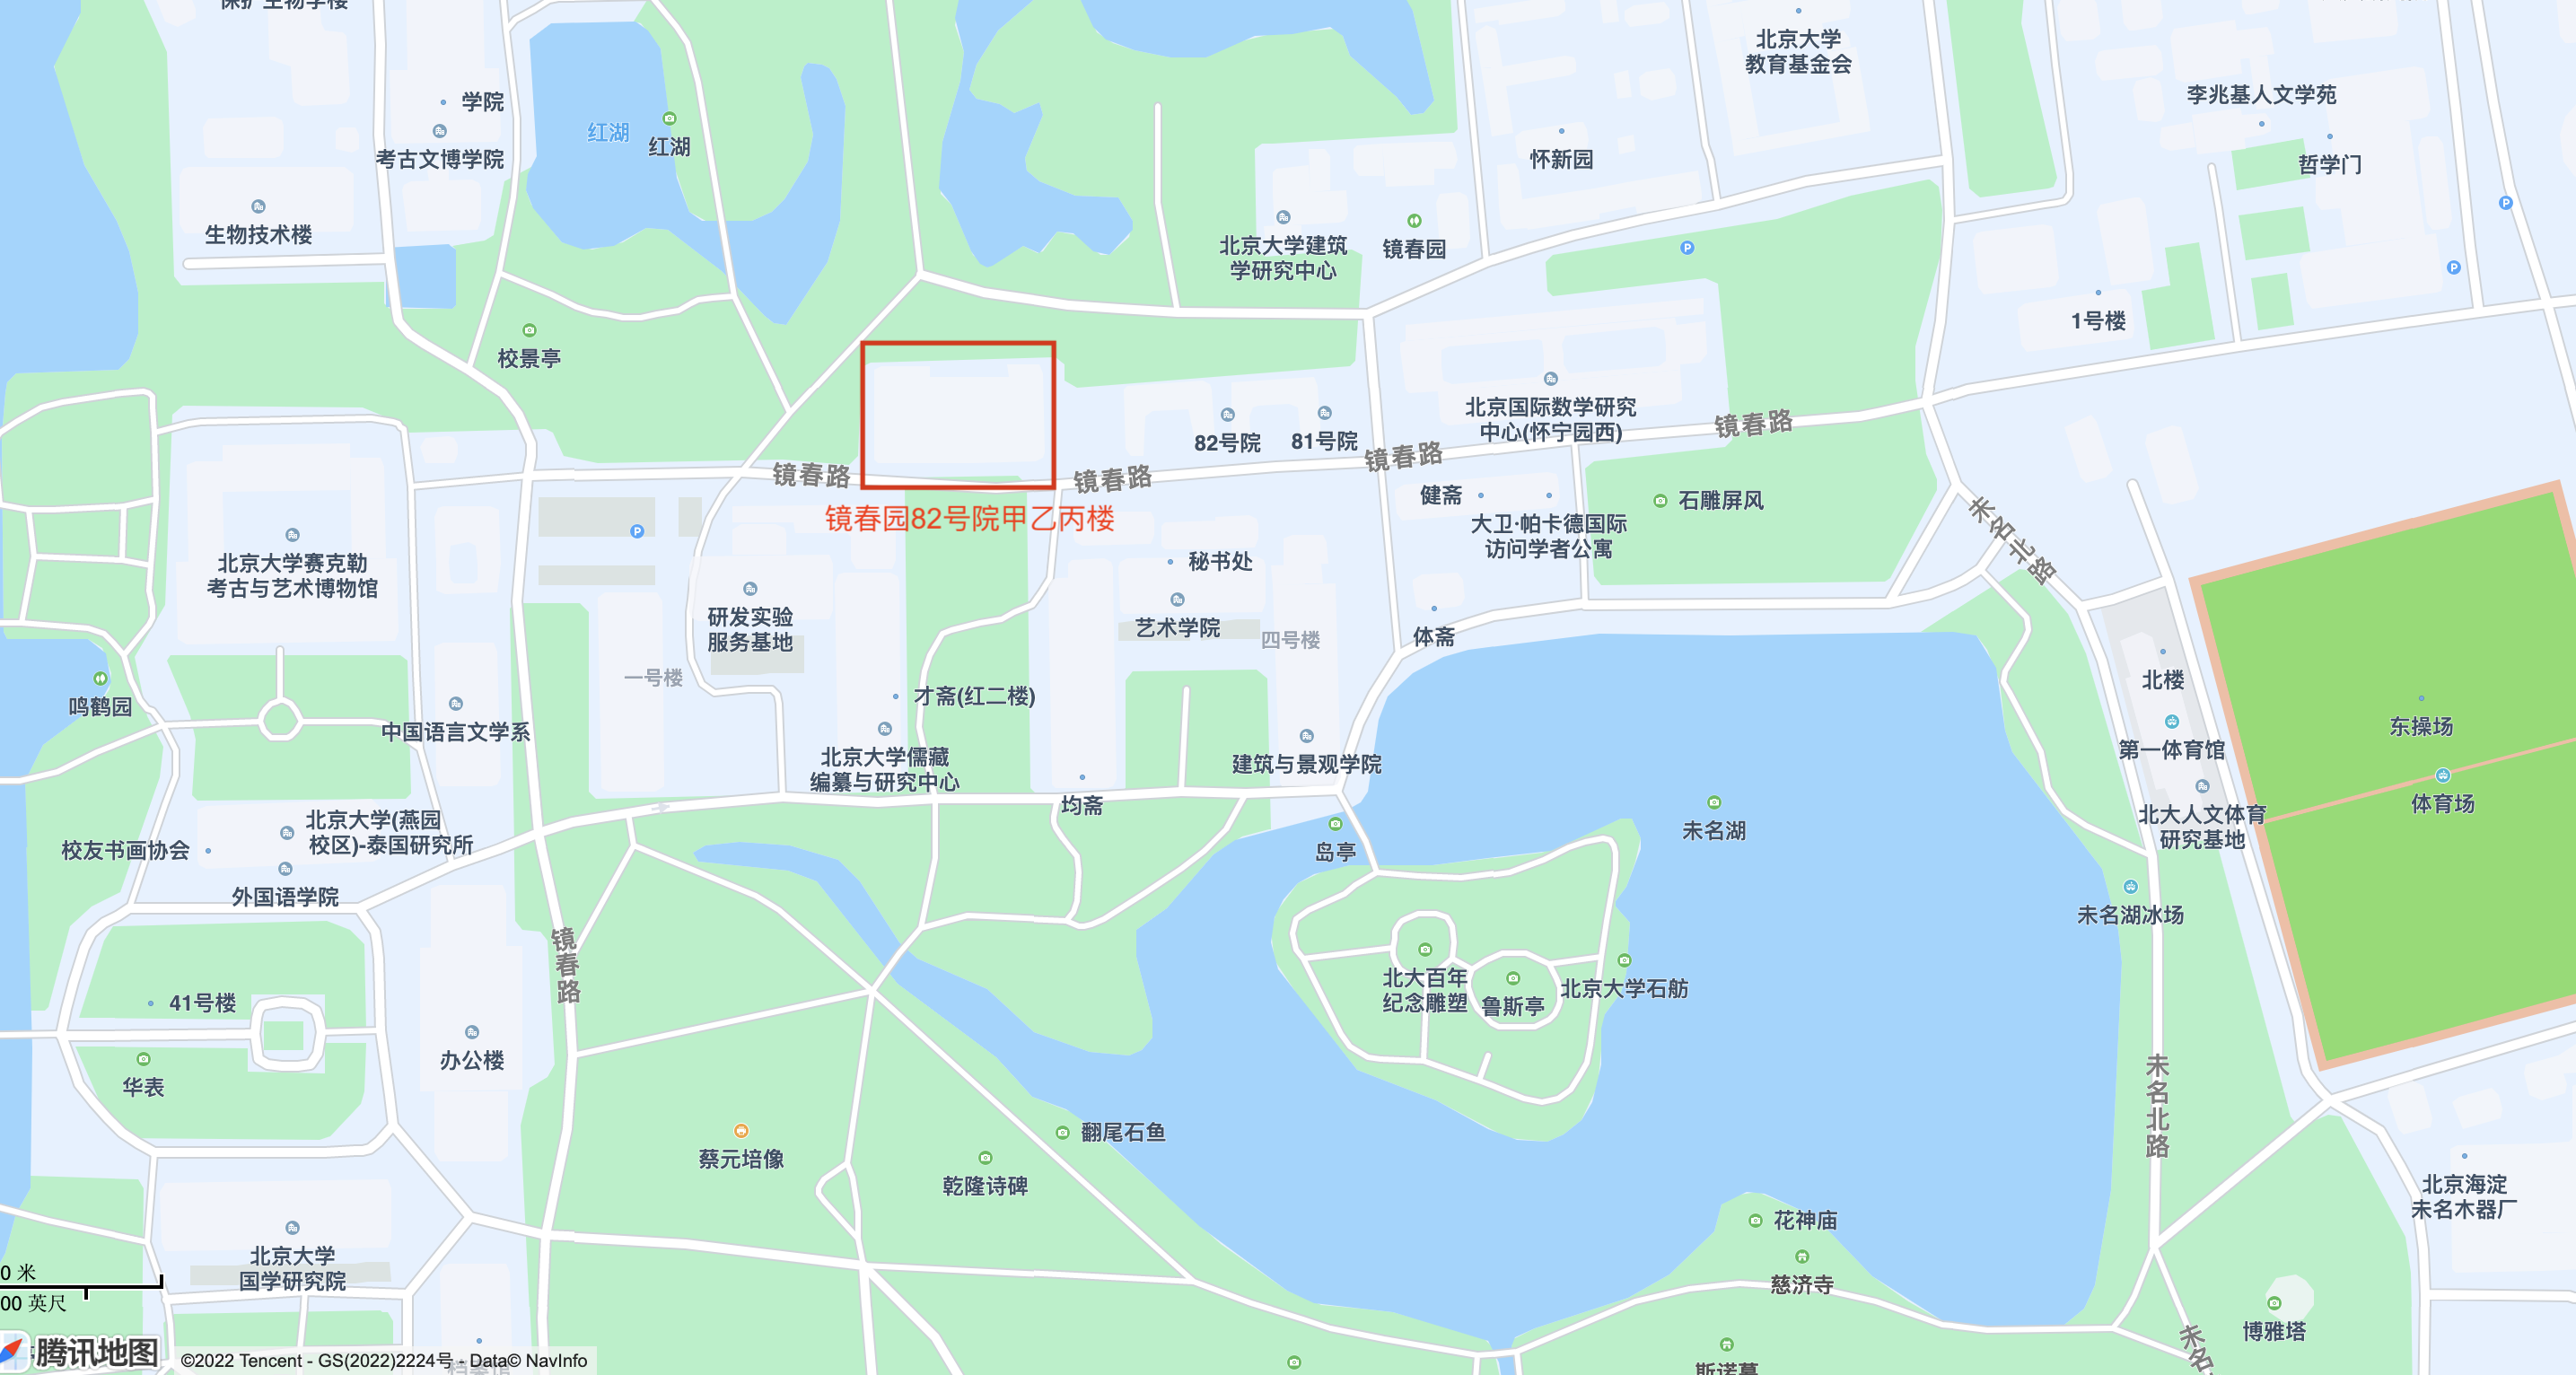 学院
考古文博学院
生物技术楼
红湖
红湖
校景亭
北京大学建筑
学研究中心
镜春园
怀新园
北京大学
教育基金会
李兆基人文学苑
哲学门
1号楼
82号院
81号院
北京国际数学研究
中心(怀宁园西)
镜春路
镜春路
镜春路
镜春路
镜春园82号院甲乙丙楼
健斋
大卫·帕卡德国际
访问学者公寓
石雕屏风
未名北路
北京大学赛克勒
考古与艺术博物馆
研发实验
服务基地
秘书处
艺术学院
四号楼
体斋
一号楼
鸣鹤园
中国语言文学系
才斋(红二楼)
北京大学儒藏
编纂与研究中心
建筑与景观学院
均斋
北楼
第一体育馆
北大人文体育
研究基地
东操场
体育场
北京大学(燕园
校区)-泰国研究所
校友书画协会
外国语学院
岛亭
未名湖
未名湖冰场
镜春路
北大百年
纪念雕塑
鲁斯亭
北京大学石舫
41号楼
华表
办公楼
未名北路
蔡元培像
翻尾石鱼
乾隆诗碑
北京海淀
未名木器厂
花神庙
慈济寺
北京大学
国学研究院
博雅塔
未名
0 米
00 英尺
腾讯地图
©2022 Tencent - GS(2022)2224号 - Data© NavInfo
P
P
P
P